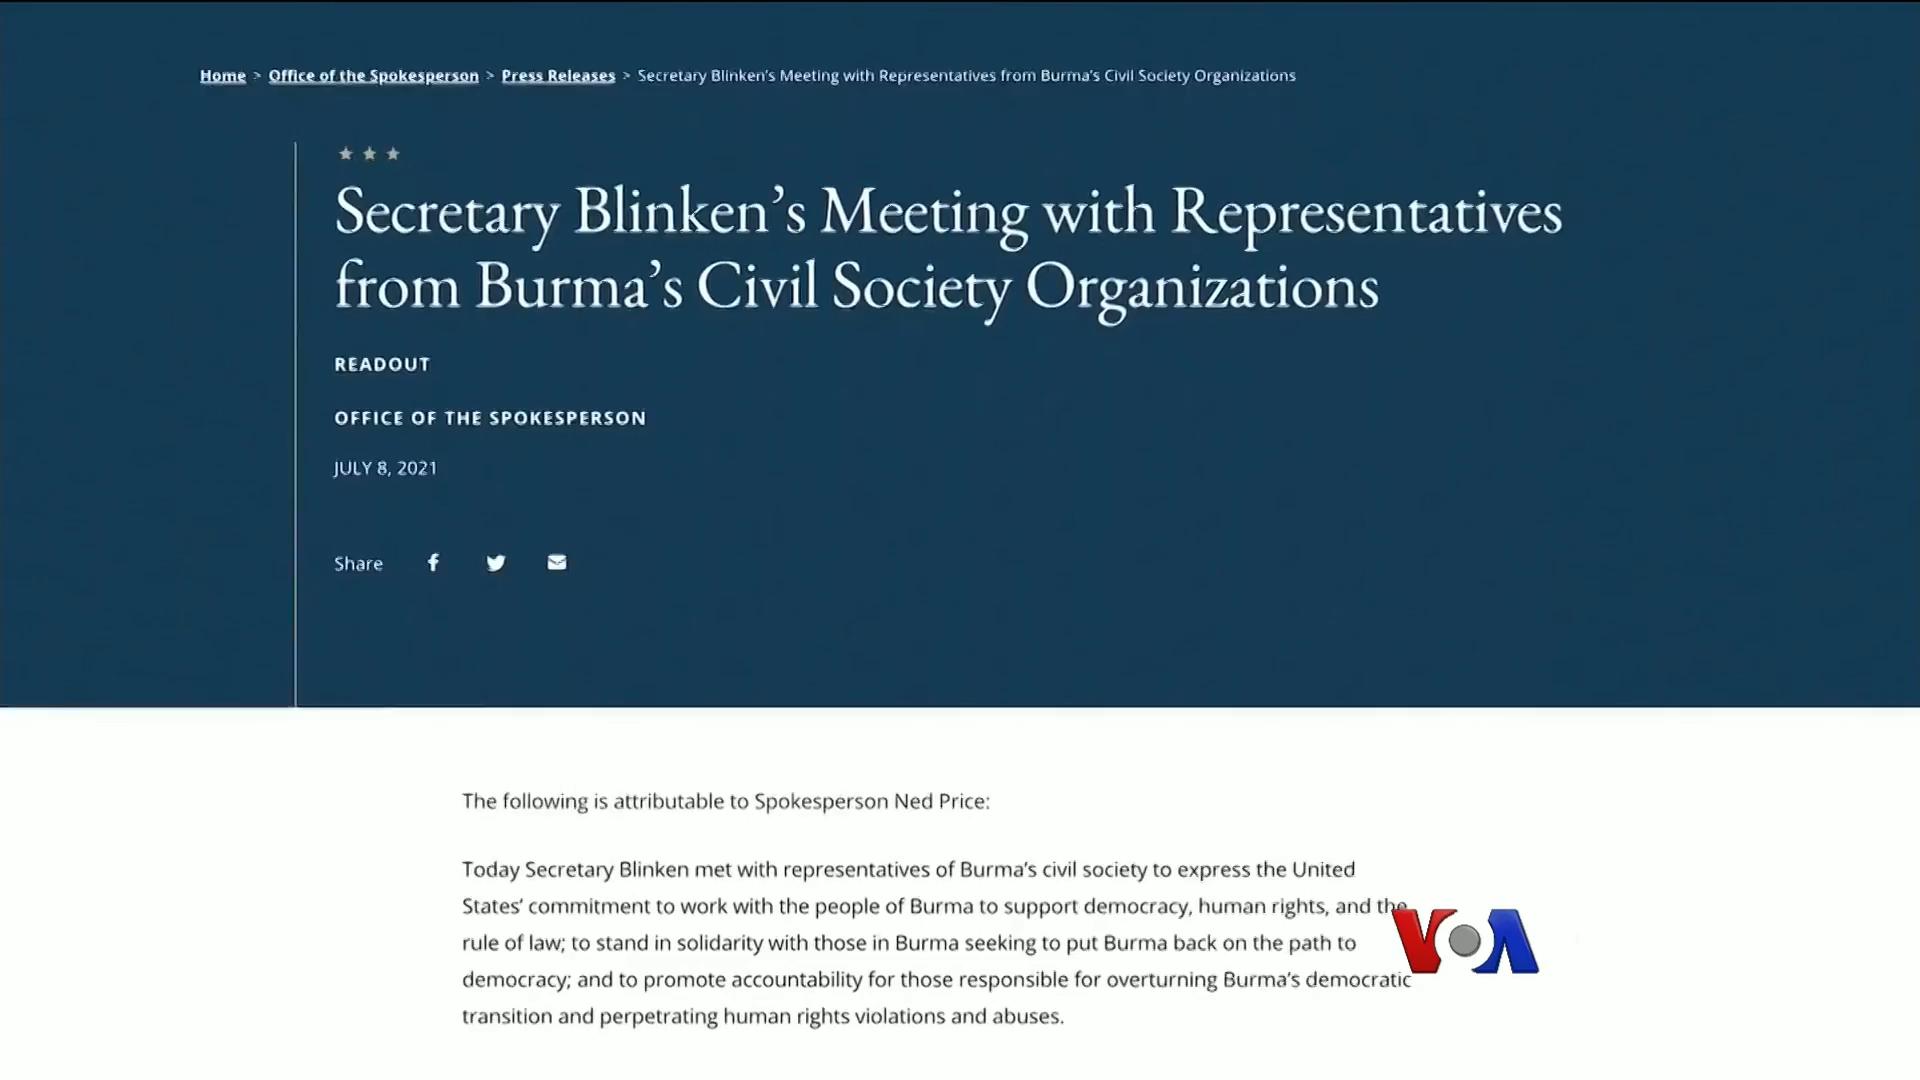 Home > Office of the Spokesperson > Press Releases > Secretary Blinken's Meeting with Representatives from Burma's Civil Society Organizations
Secretary Blinken’s Meeting with Representatives
from Burma’s Civil Society Organizations
READOUT
OFFICE OF THE SPOKESPERSON
JULY 8, 2021
Share
The following is attributable to Spokesperson Ned Price:
Today Secretary Blinken met with representatives of Burma’s civil society to express the United
States’ commitment to work with the people of Burma to support democracy, human rights, and the
rule of law; to stand in solidarity with those in Burma seeking to put Burma back on the path to
democracy; and to promote accountability for those responsible for overturning Burma’s democratic
transition and perpetrating human rights violations and abuses.
VOA